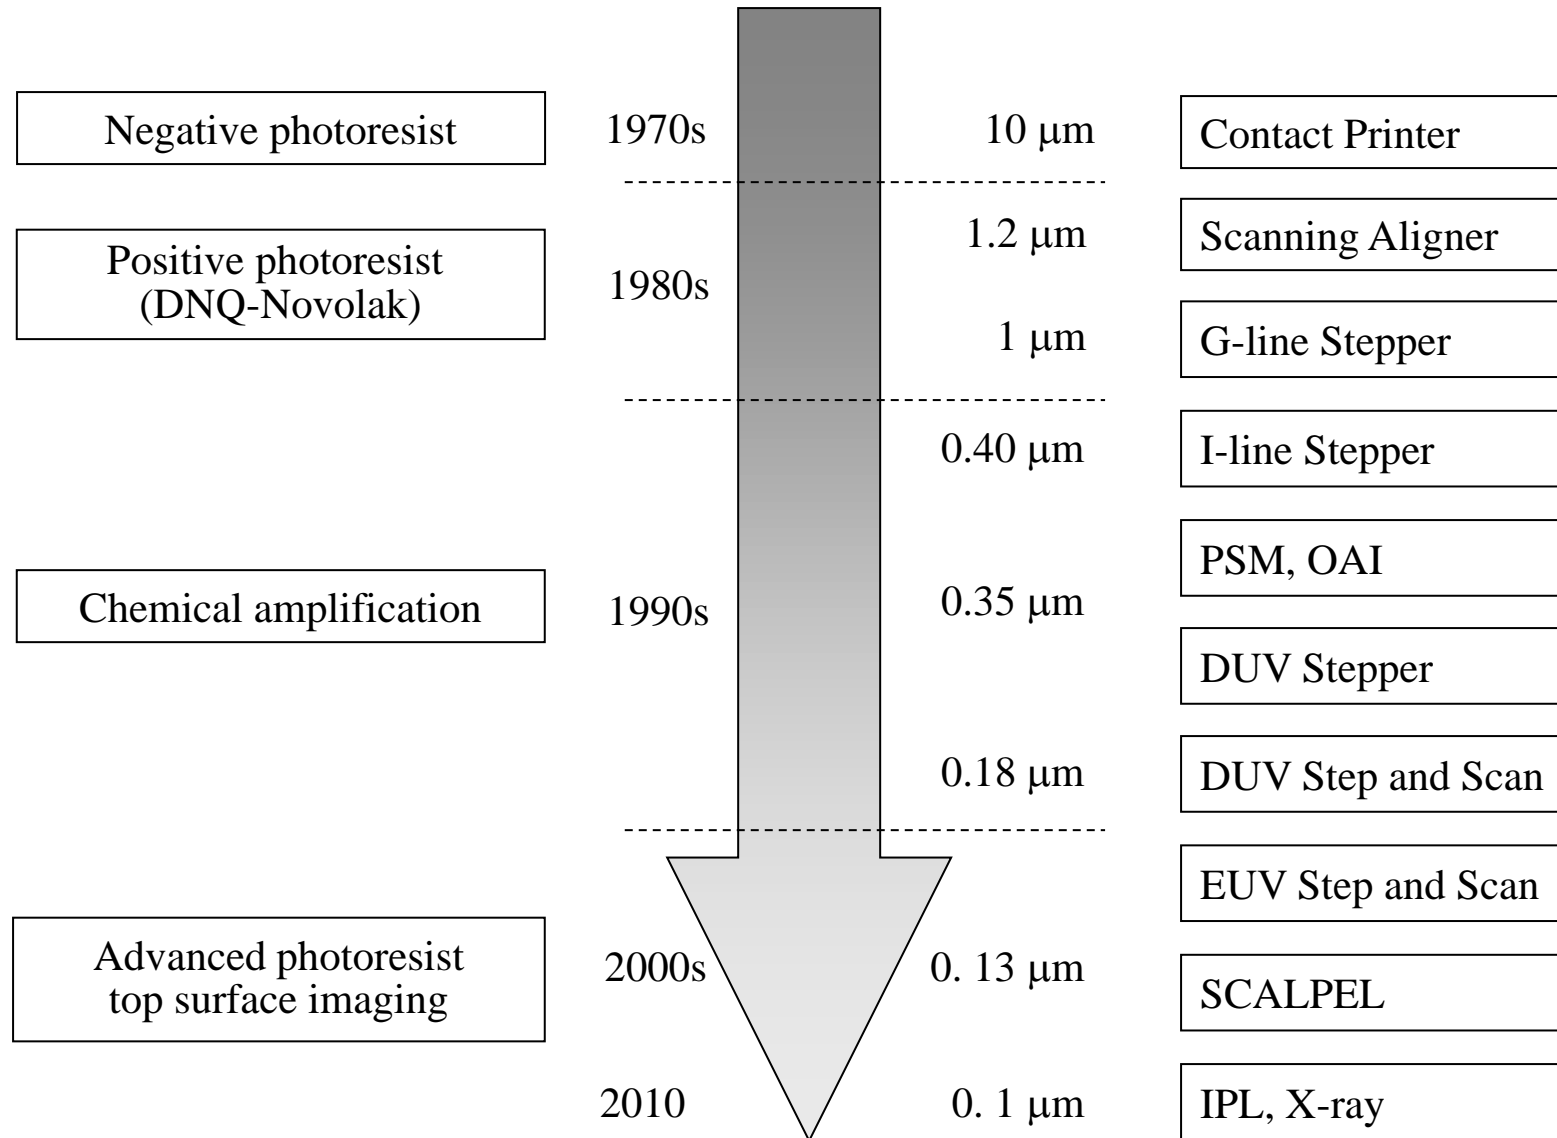 Negative photoresist
1970s
10 μm
Contact Printer
1.2 μm
Scanning Aligner
Positive photoresist
(DNQ-Novolak)
1980s
1 μm
G-line Stepper
0.40 μm
I-line Stepper
PSM, OAI
Chemical amplification
1990s
0.35 μm
DUV Stepper
0.18 μm
DUV Step and Scan
EUV Step and Scan
Advanced photoresist
top surface imaging
2000s
0. 13 μm
SCALPEL
2010
0. 1 μm
IPL, X-ray